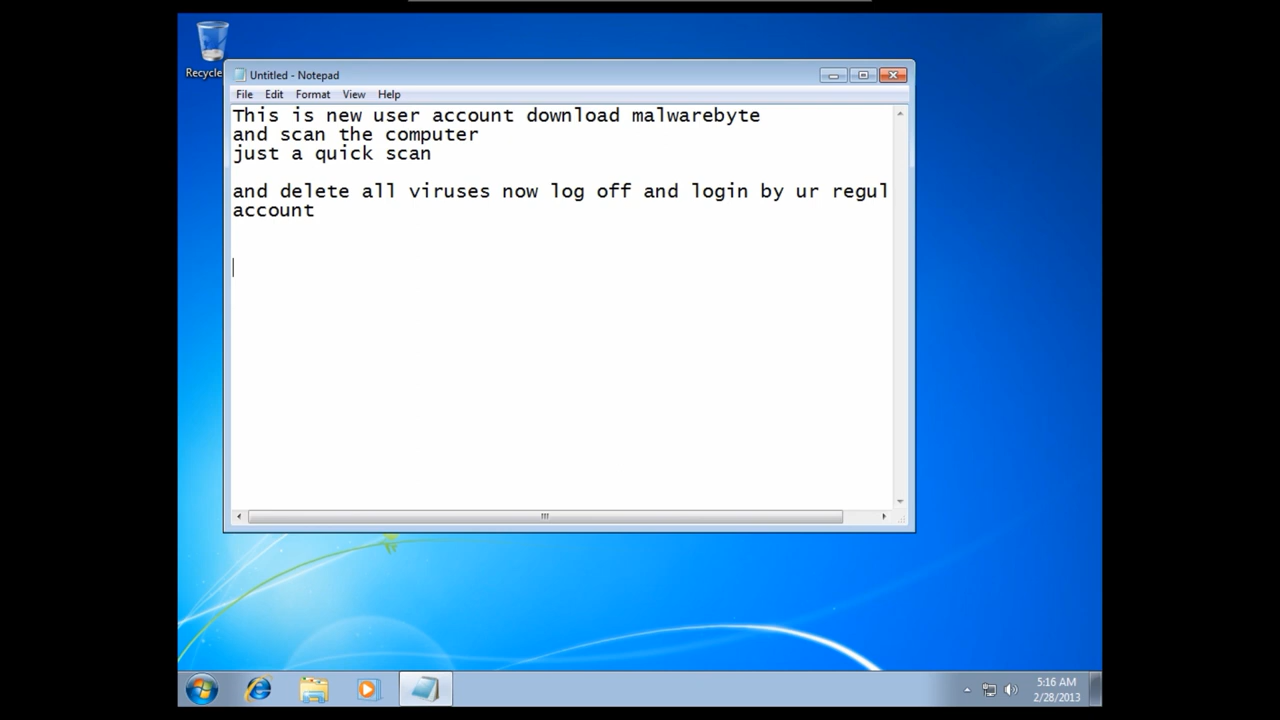 Recycle
Untitled - Notepad
File Edit Format View Help
This is new user account download malwarebyte
and scan the computer
just a quick scan
and delete all viruses now log off and login by ur regul
account
5:16 AM
2/28/2013